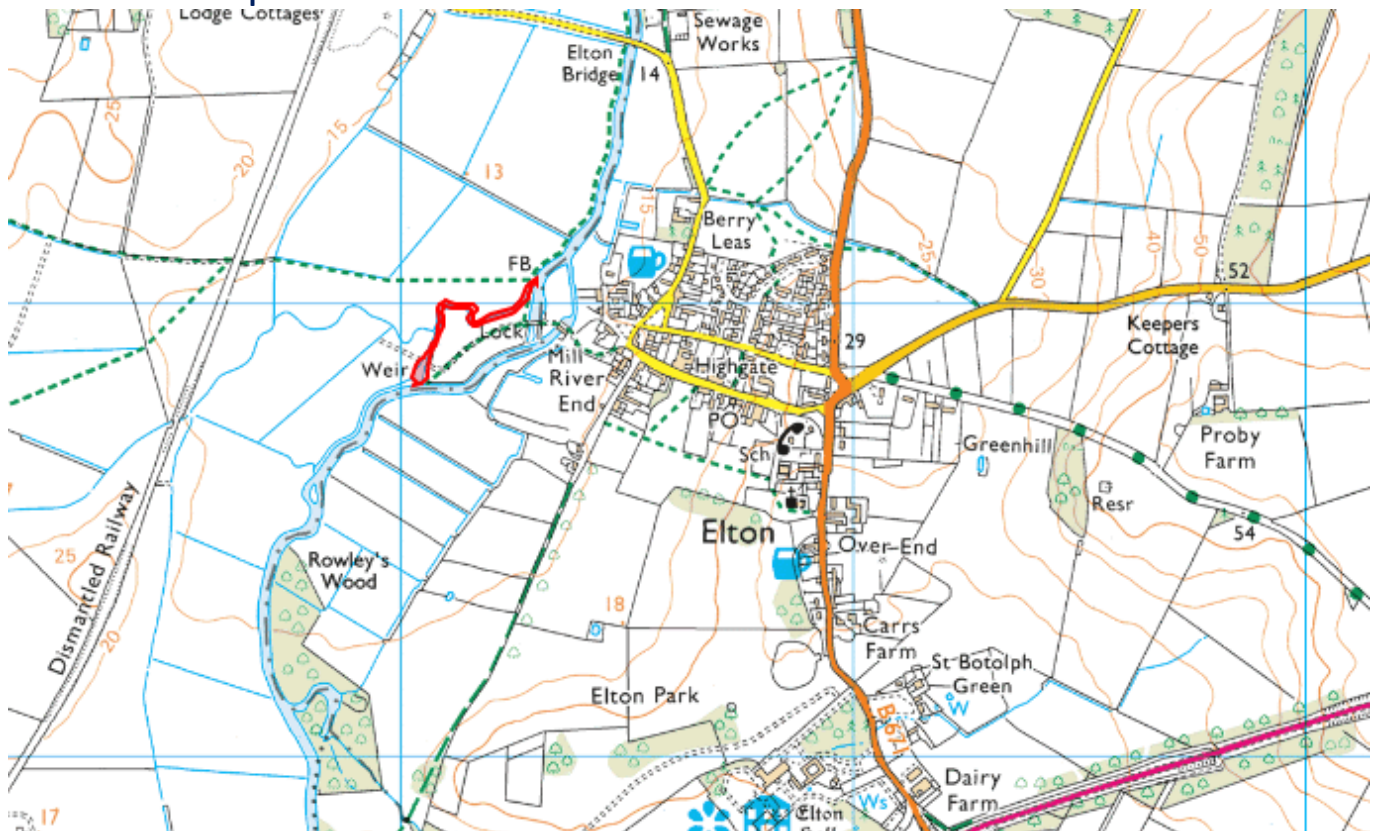 Lodge Cottages
Sewage
Works
Elton
Bridge
14
25
20
15
13
15
Berry
Leas
FB
25
30
40
50
52
Lock
Keepers
Cottage
29
Weir
Mill
River
End
Highgate
PO
Sch
Greenhill
Proby
Farm
Resr
54
Elton
Over-End
Dismantled Railway
25
20
Rowley's
Wood
18
Carrs
Farm
St Botolph
Green
W
Elton Park
Dairy
Farm
Ws
Elton
17